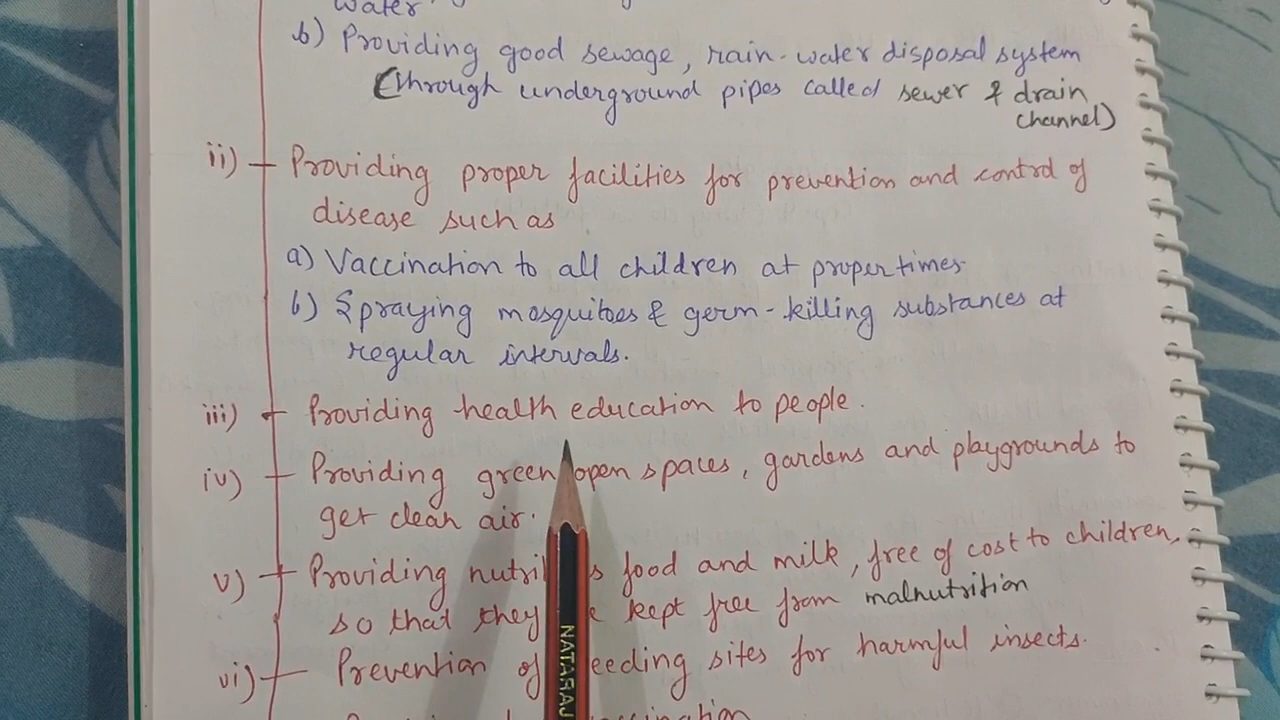 water
b) Providing good sewage, rain-water disposal system
(through underground pipes called sewer & drain
channel)
ii) Providing proper facilities for prevention and control of
disease such as
a) Vaccination to all children at proper times.
b) Spraying mosquitoes & germ-killing substances at
regular intervals.
iii) Providing health education to people.
iv) Providing green open spaces, gardens and playgrounds to
get clean air.
v) Providing nutri s food and milk, free of cost to children,
so that they e kept free from malnutrition
vi) Prevention of eeding sites for harmful insects.
NATARAJ